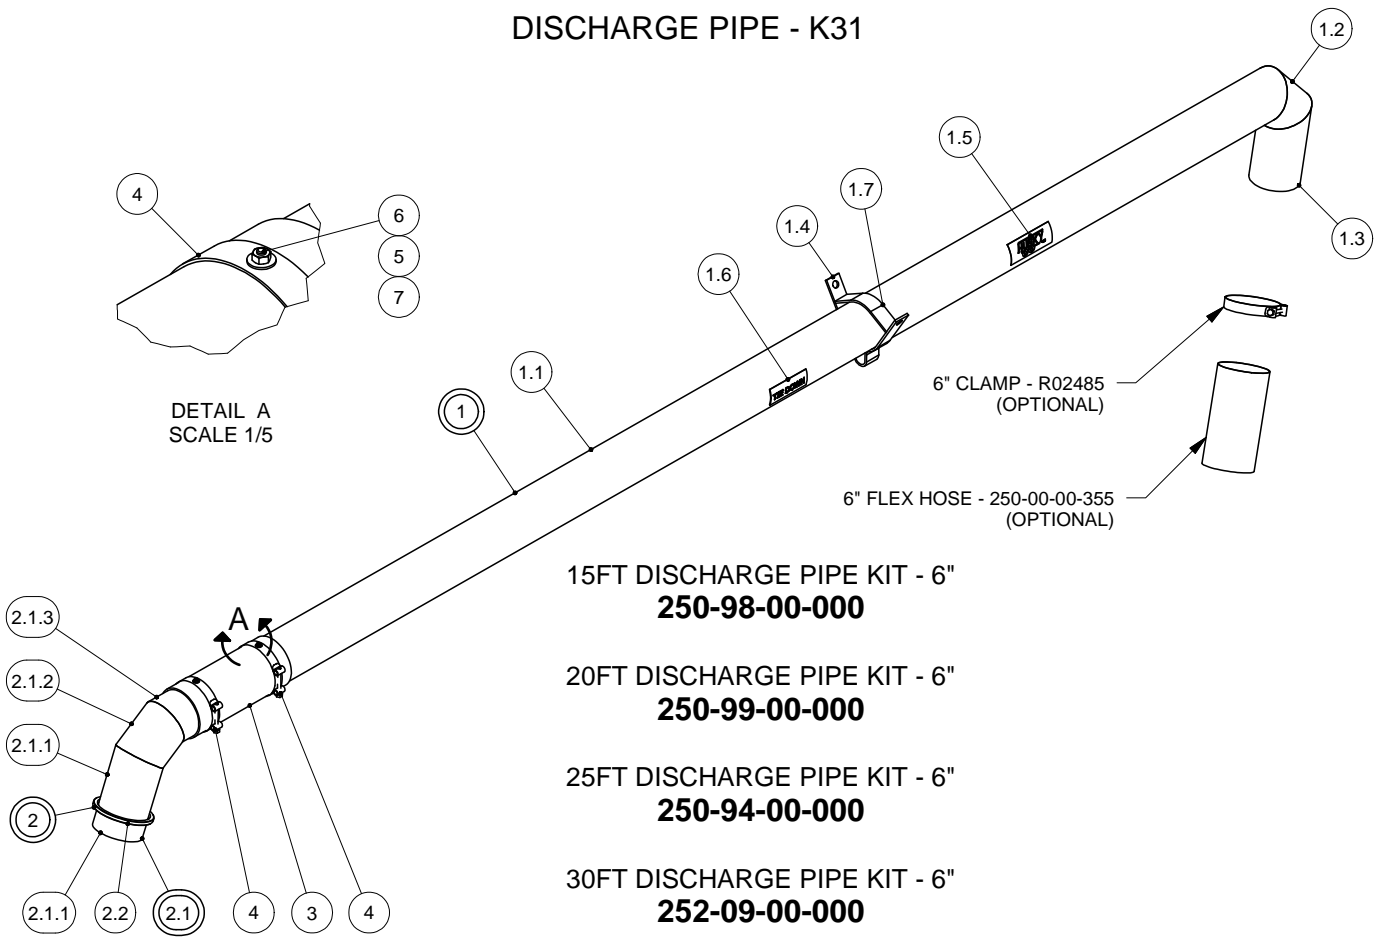 DISCHARGE PIPE - K31
1.2
1.5
1.7
1.4
1.3
1.6
4
6
5
7
DETAIL A
SCALE 1/5
1.1
1
6" CLAMP - R02485
(OPTIONAL)
6" FLEX HOSE - 250-00-00-355
(OPTIONAL)
15FT DISCHARGE PIPE KIT - 6"
250-98-00-000
20FT DISCHARGE PIPE KIT - 6"
250-99-00-000
25FT DISCHARGE PIPE KIT - 6"
250-94-00-000
30FT DISCHARGE PIPE KIT - 6"
252-09-00-000
A
2.1.3
2.1.2
2.1.1
2
2.1.1
2.2
2.1
4
3
4
TIE DOWN